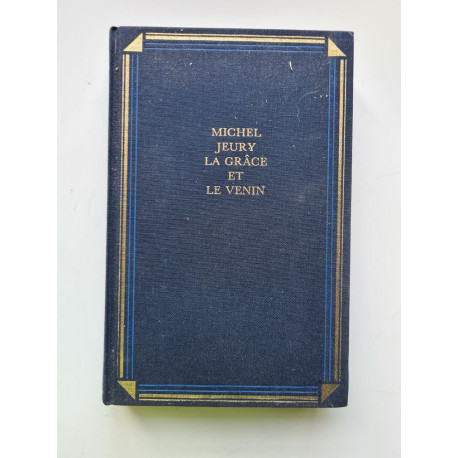 MICHEL
JEURY
LA GRÂCE
ET
LE VENIN